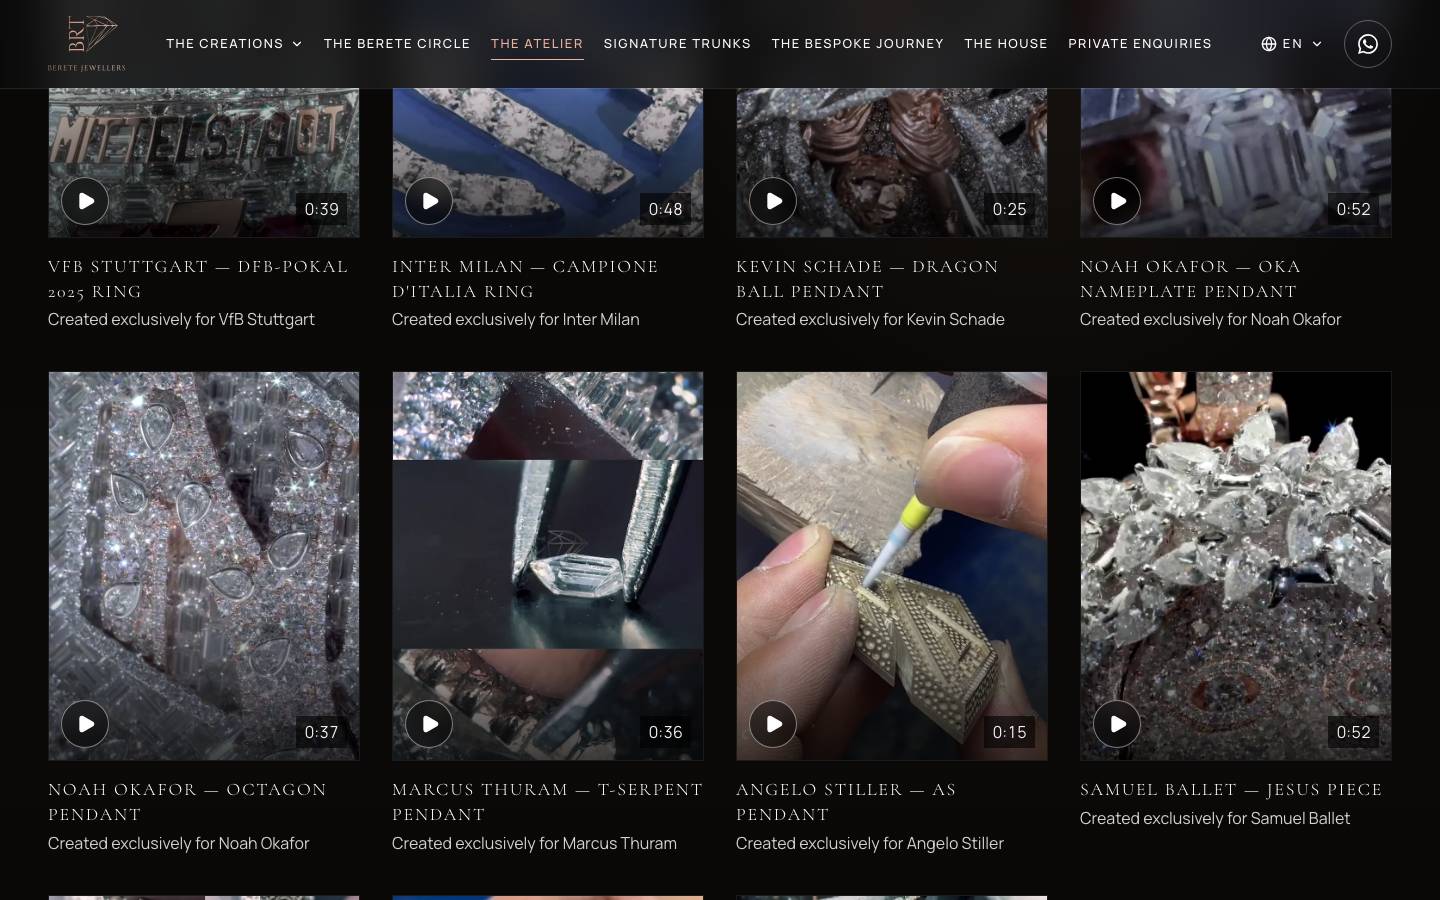 BRT
BERETE JEWELLERS
THE CREATIONS
THE BERETE CIRCLE
THE ATELIER
SIGNATURE TRUNKS
THE BESPOKE JOURNEY
THE HOUSE
PRIVATE ENQUIRIES
EN
MITTELSTADT
0:39
0:48
0:25
0:52
VFB STUTTGART — DFB-POKAL
2025 RING
Created exclusively for VfB Stuttgart
INTER MILAN — CAMPIONE
D'ITALIA RING
Created exclusively for Inter Milan
KEVIN SCHADE — DRAGON
BALL PENDANT
Created exclusively for Kevin Schade
NOAH OKAFOR — OKA
NAMEPLATE PENDANT
Created exclusively for Noah Okafor
0:37
0:36
0:15
0:52
NOAH OKAFOR — OCTAGON
PENDANT
Created exclusively for Noah Okafor
MARCUS THURAM — T-SERPENT
PENDANT
Created exclusively for Marcus Thuram
ANGELO STILLER — AS
PENDANT
Created exclusively for Angelo Stiller
SAMUEL BALLET — JESUS PIECE
Created exclusively for Samuel Ballet